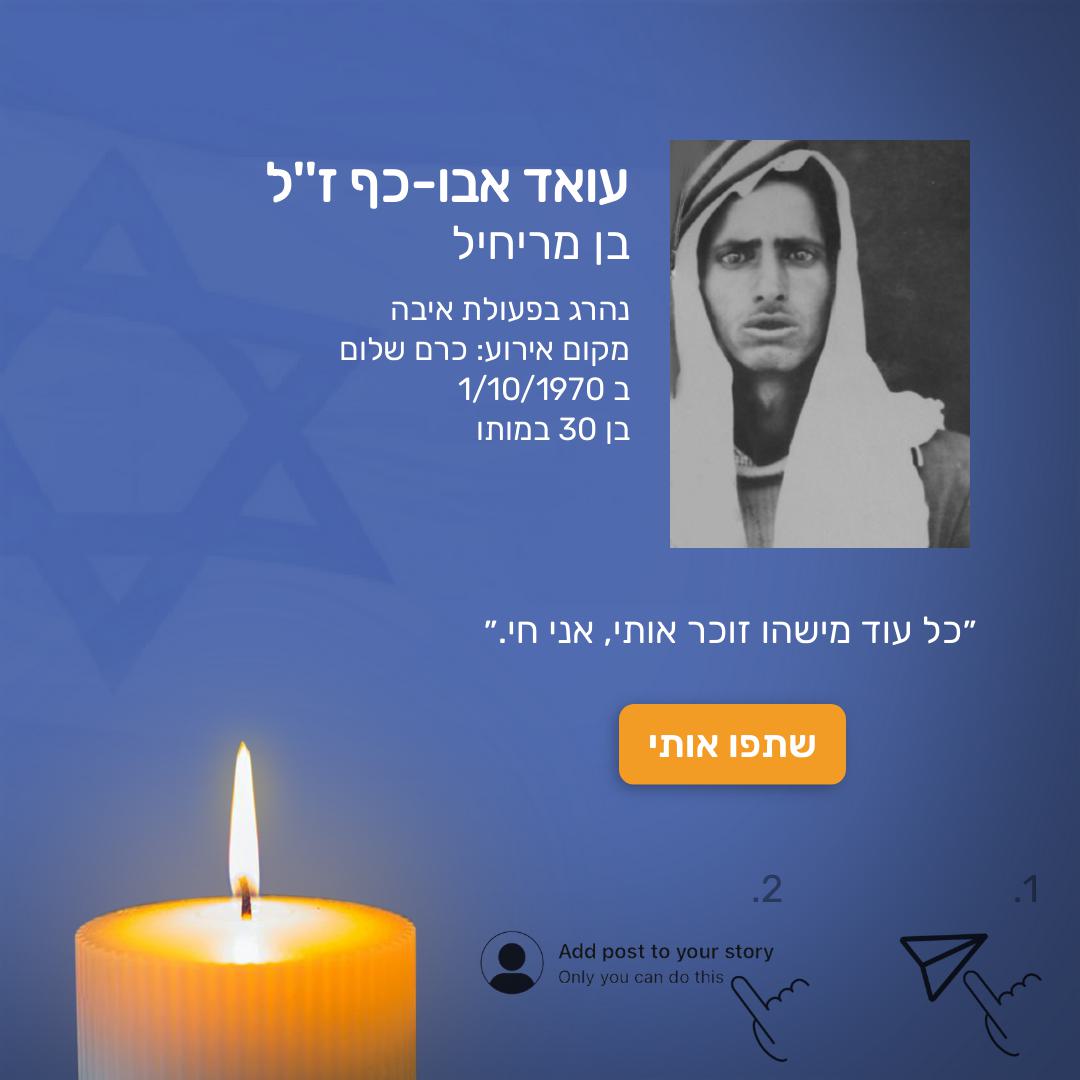 עואד אבו-כף ז"ל
בן מריחיל
נהרג בפעולת איבה
מקום אירוע: כרם שלום
ב 1/10/1970
בן 30 במותו
״כל עוד מישהו זוכר אותי, אני חי.״
שתפו אותי
1.
2.
Add post to your story
Only you can do this